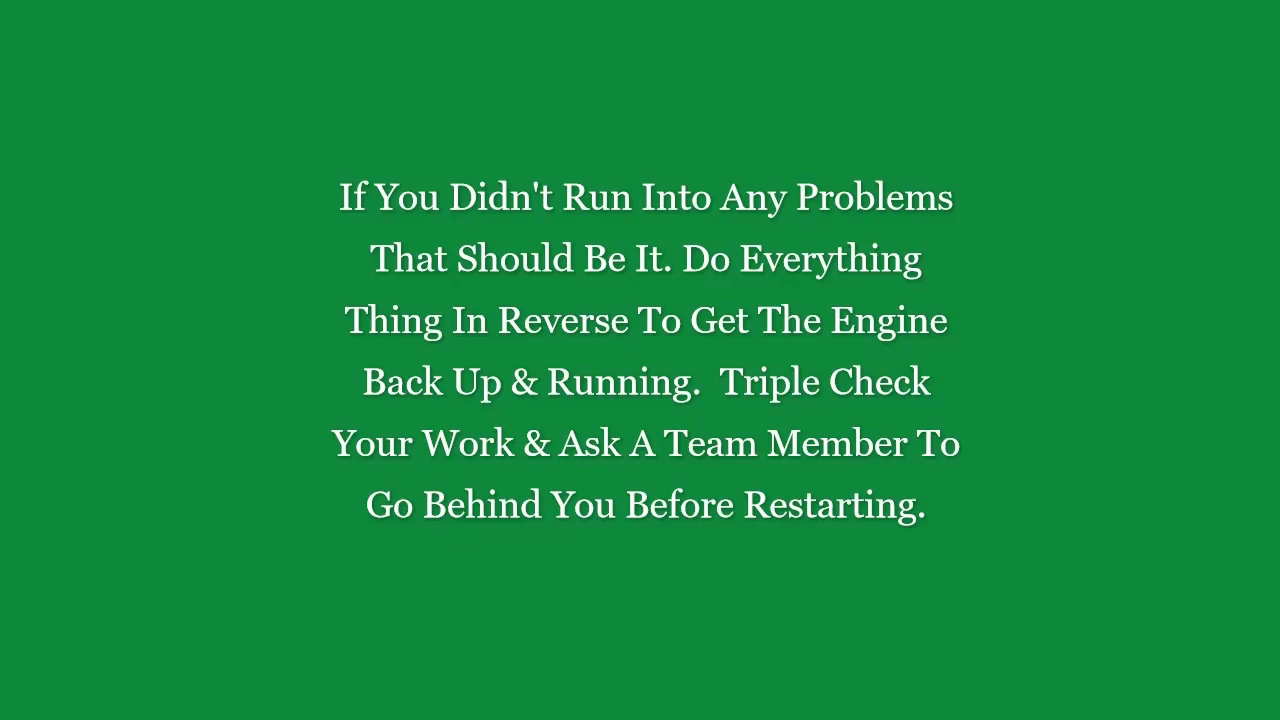 If You Didn't Run Into Any Problems
That Should Be It. Do Everything
Thing In Reverse To Get The Engine
Back Up & Running.  Triple Check
Your Work & Ask A Team Member To
Go Behind You Before Restarting.